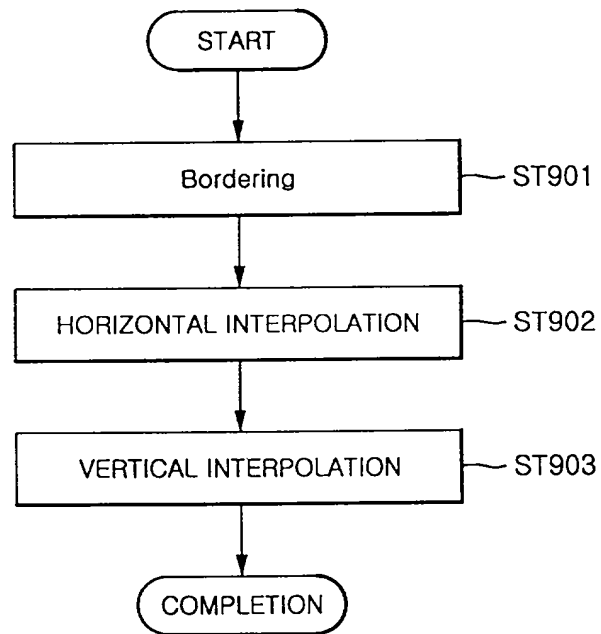 START
Bordering
ST901
HORIZONTAL INTERPOLATION
ST902
VERTICAL INTERPOLATION
ST903
COMPLETION